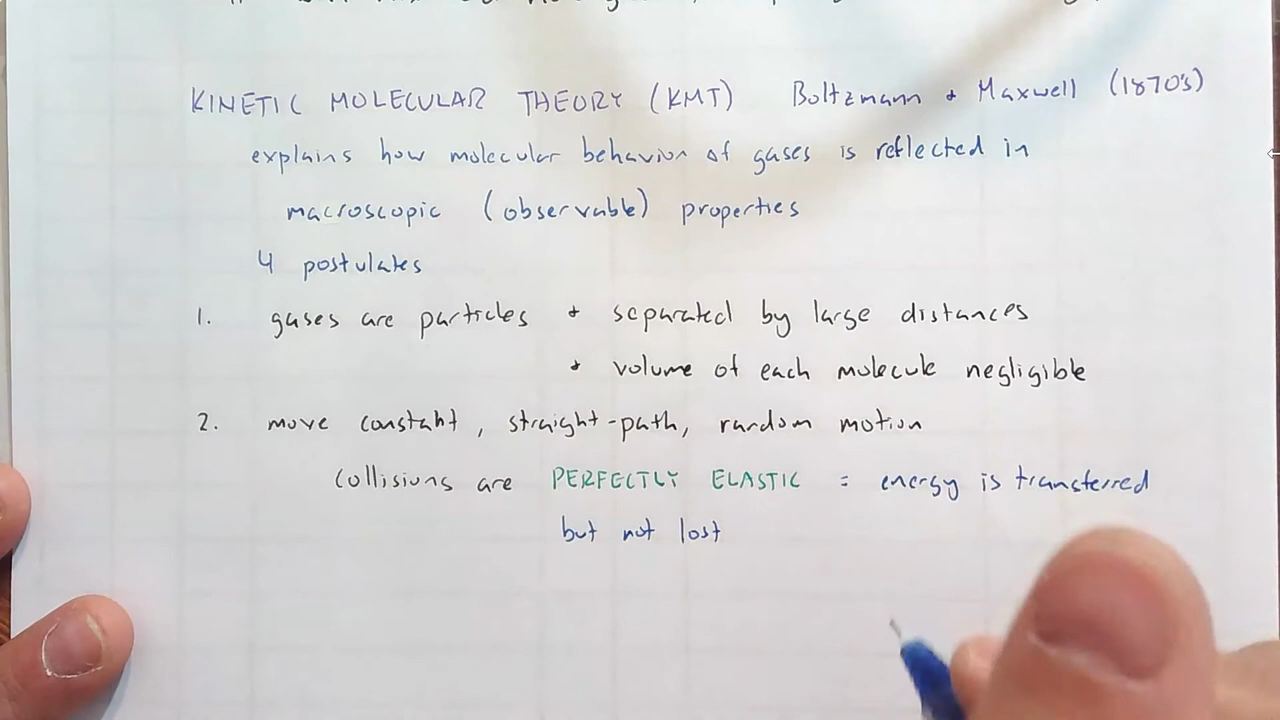 KINETIC MOLECULAR THEORY (KMT) Boltzmann + Maxwell (1870's)
explains how molecular behavior of gases is reflected in
macroscopic (observable) properties
4 postulates
1. gases are particles + separated by large distances
+ volume of each molecule negligible
2. move constant, straight-path, random motion
collisions are PERFECTLY ELASTIC = energy is transferred
but not lost